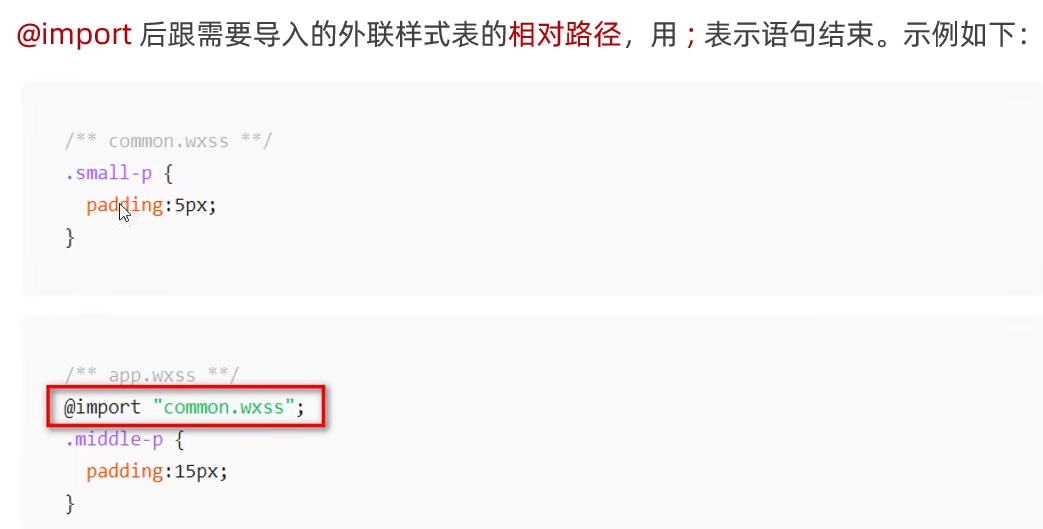 @import 后跟需要导入的外联样式表的相对路径，用 ; 表示语句结束。示例如下：
/** common.wxss **/
.small-p {
  padding:5px;
}
/** app.wxss **/
@import "common.wxss";
.middle-p {
  padding:15px;
}